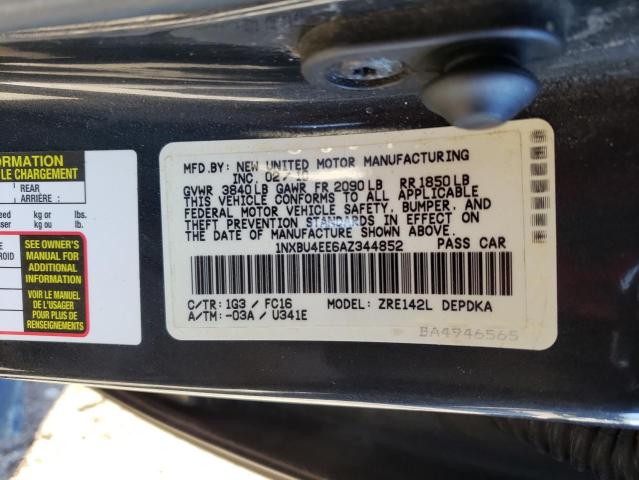 ORMATION
LE CHARGEMENT
REAR
ARRIÈRE :
eed
kg or
lbs.
kg ou
lb.
SEE OWNER'S
MANUAL FOR
ADDITIONAL
INFORMATION
VOIR LE MANUEL
DE L'USAGER
POUR PLUS DE
RENSEIGNEMENTS
MFD.BY: NEW UNITED MOTOR MANUFACTURING
INC. 02/10
GVWR 3840LB GAWR FR 2090LB RR1850LB
THIS VEHICLE CONFORMS TO ALL APPLICABLE
FEDERAL MOTOR VEHICLE SAFETY, BUMPER, AND
THEFT PREVENTION STANDARDS IN EFFECT ON
THE DATE OF MANUFACTURE SHOWN ABOVE.
1NXBU4EE6AZ344852 PASS CAR
C/TR: 1G3 / FC16 MODEL: ZRE142L DEPDKA
A/TM: -03A / U341E
BA4946565